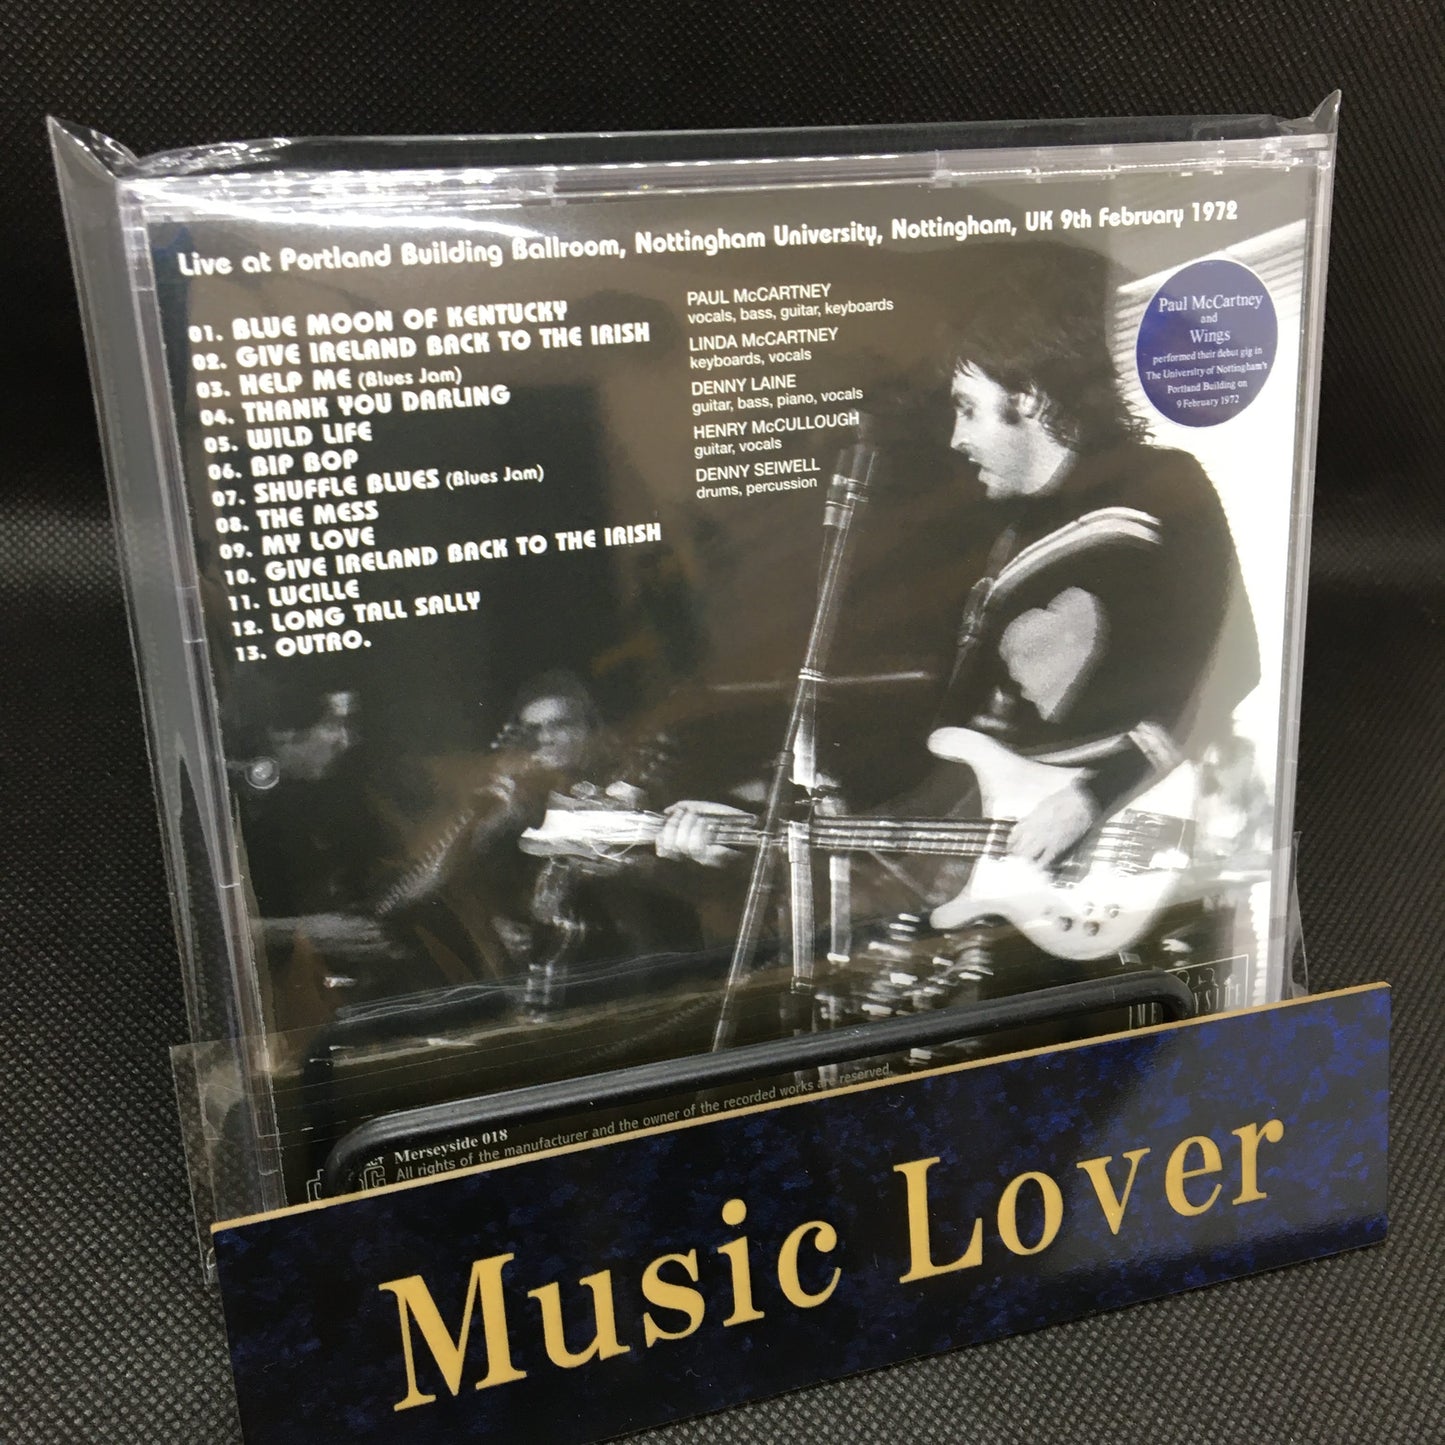 Live at Portland Building Ballroom, Nottingham University, Nottingham, UK 9th February 1972
01. BLUE MOON OF KENTUCKY
02. GIVE IRELAND BACK TO THE IRISH
03. HELP ME (Blues Jam)
04. THANK YOU DARLING
05. WILD LIFE
06. BIP BOP
07. SHUFFLE BLUES (Blues Jam)
08. THE MESS
09. MY LOVE
10. GIVE IRELAND BACK TO THE IRISH
11. LUCILLE
12. LONG TALL SALLY
13. OUTRO.
PAUL McCARTNEY
vocals, bass, guitar, keyboards
LINDA McCARTNEY
keyboards, vocals
DENNY LAINE
guitar, bass, piano, vocals
HENRY McCULLOUGH
guitar, vocals
DENNY SEIWELL
drums, percussion
Paul McCartney
and
Wings
performed their debut gig in
The University of Nottingham's
Portland Building on
9 February 1972
Merseyside 018
All rights of the manufacturer and the owner of the recorded works are reserved.
Music Lover